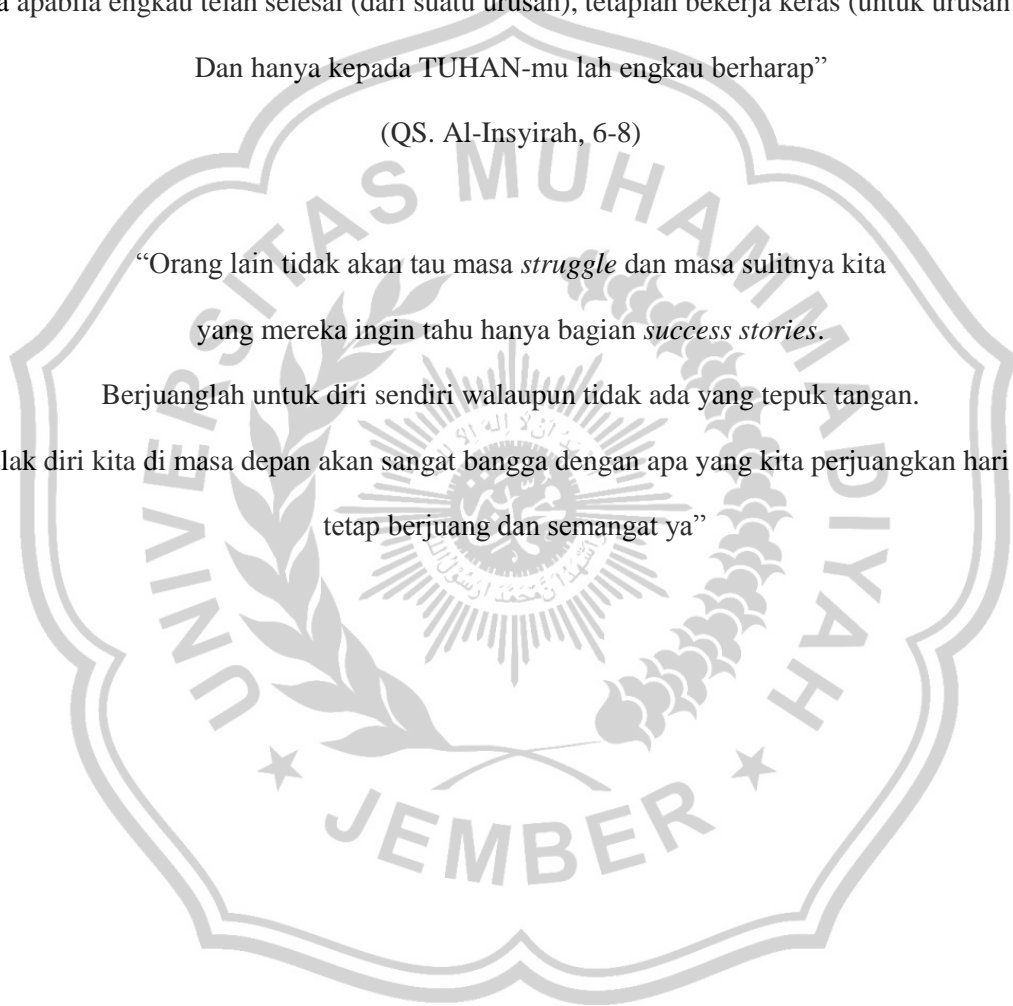 a apabila engkau telah selesai (dari suatu urusan), tetaplah bekerja keras (untuk urusan
Dan hanya kepada TUHAN-mu lah engkau berharap”
(QS. Al-Insyirah, 6-8)
“Orang lain tidak akan tau masa struggle dan masa sulitnya kita
yang mereka ingin tahu hanya bagian success stories.
Berjuanglah untuk diri sendiri walaupun tidak ada yang tepuk tangan.
lak diri kita di masa depan akan sangat bangga dengan apa yang kita perjuangkan hari
tetap berjuang dan semangat ya”
UNIVERSITAS MUHAMMADIYAH
JEMBER